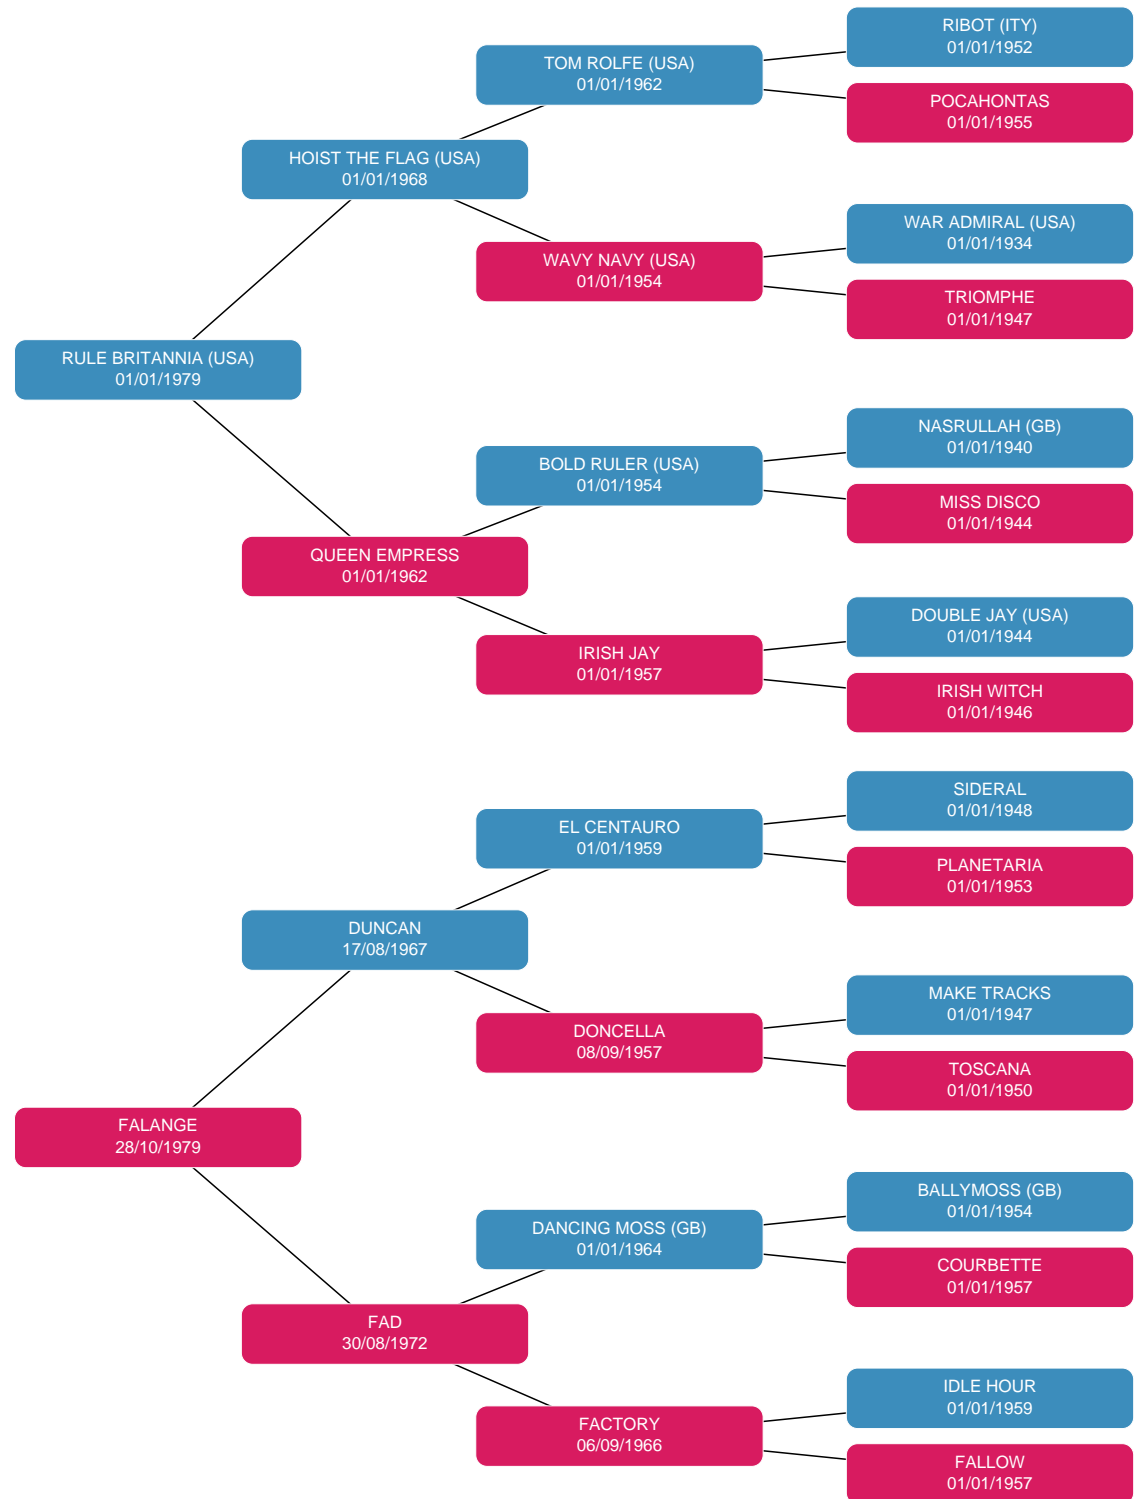 RIBOT (ITY)
01/01/1952
TOM ROLFE (USA)
01/01/1962
POCAHONTAS
01/01/1955
HOIST THE FLAG (USA)
01/01/1968
WAR ADMIRAL (USA)
01/01/1934
WAVY NAVY (USA)
01/01/1954
TRIOMPHE
01/01/1947
RULE BRITANNIA (USA)
01/01/1979
NASRULLAH (GB)
01/01/1940
BOLD RULER (USA)
01/01/1954
MISS DISCO
01/01/1944
QUEEN EMPRESS
01/01/1962
DOUBLE JAY (USA)
01/01/1944
IRISH JAY
01/01/1957
IRISH WITCH
01/01/1946
SIDERAL
01/01/1948
EL CENTAURO
01/01/1959
PLANETARIA
01/01/1953
DUNCAN
17/08/1967
MAKE TRACKS
01/01/1947
DONCELLA
08/09/1957
TOSCANA
01/01/1950
FALANGE
28/10/1979
BALLYMOSS (GB)
01/01/1954
DANCING MOSS (GB)
01/01/1964
COURBETTE
01/01/1957
FAD
30/08/1972
IDLE HOUR
01/01/1959
FACTORY
06/09/1966
FALLOW
01/01/1957